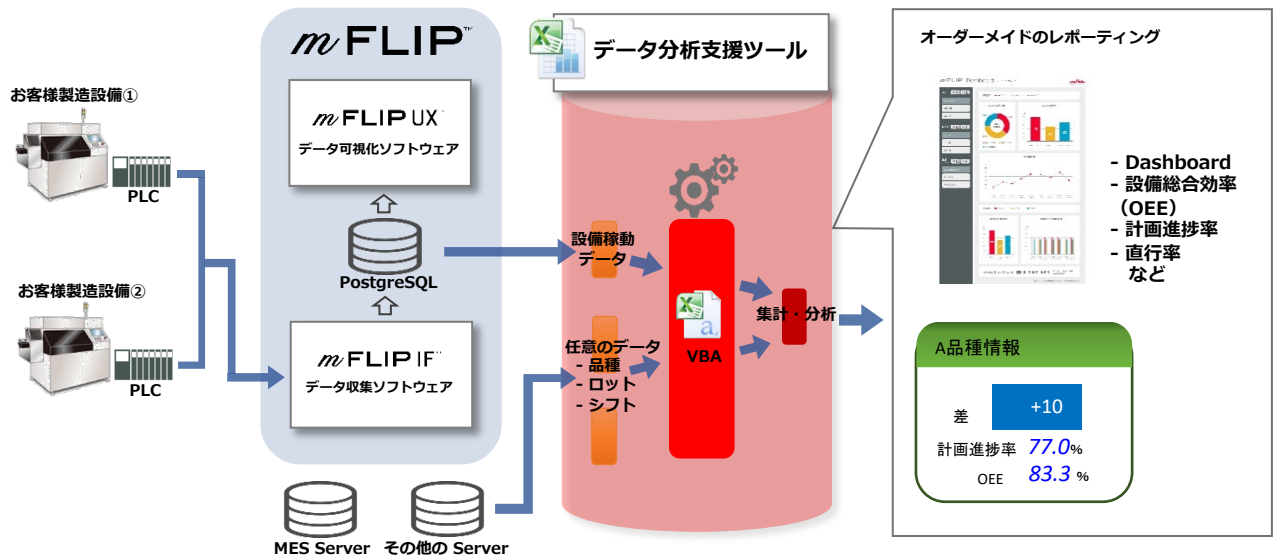 お客様製造設備①
PLC
お客様製造設備②
PLC
mFLIP™
mFLIP UX
データ可視化ソフトウェア
PostgreSQL
mFLIP IF
データ収集ソフトウェア
MES Server
その他の Server
データ分析支援ツール
設備稼動
データ
任意のデータ
- 品種
- ロット
- シフト
VBA
集計・分析
オーダーメイドのレポーティング
- Dashboard
- 設備総合効率
（OEE）
- 計画進捗率
- 直行率
など
A品種情報
差
+10
計画進捗率 77.0%
OEE 83.3 %